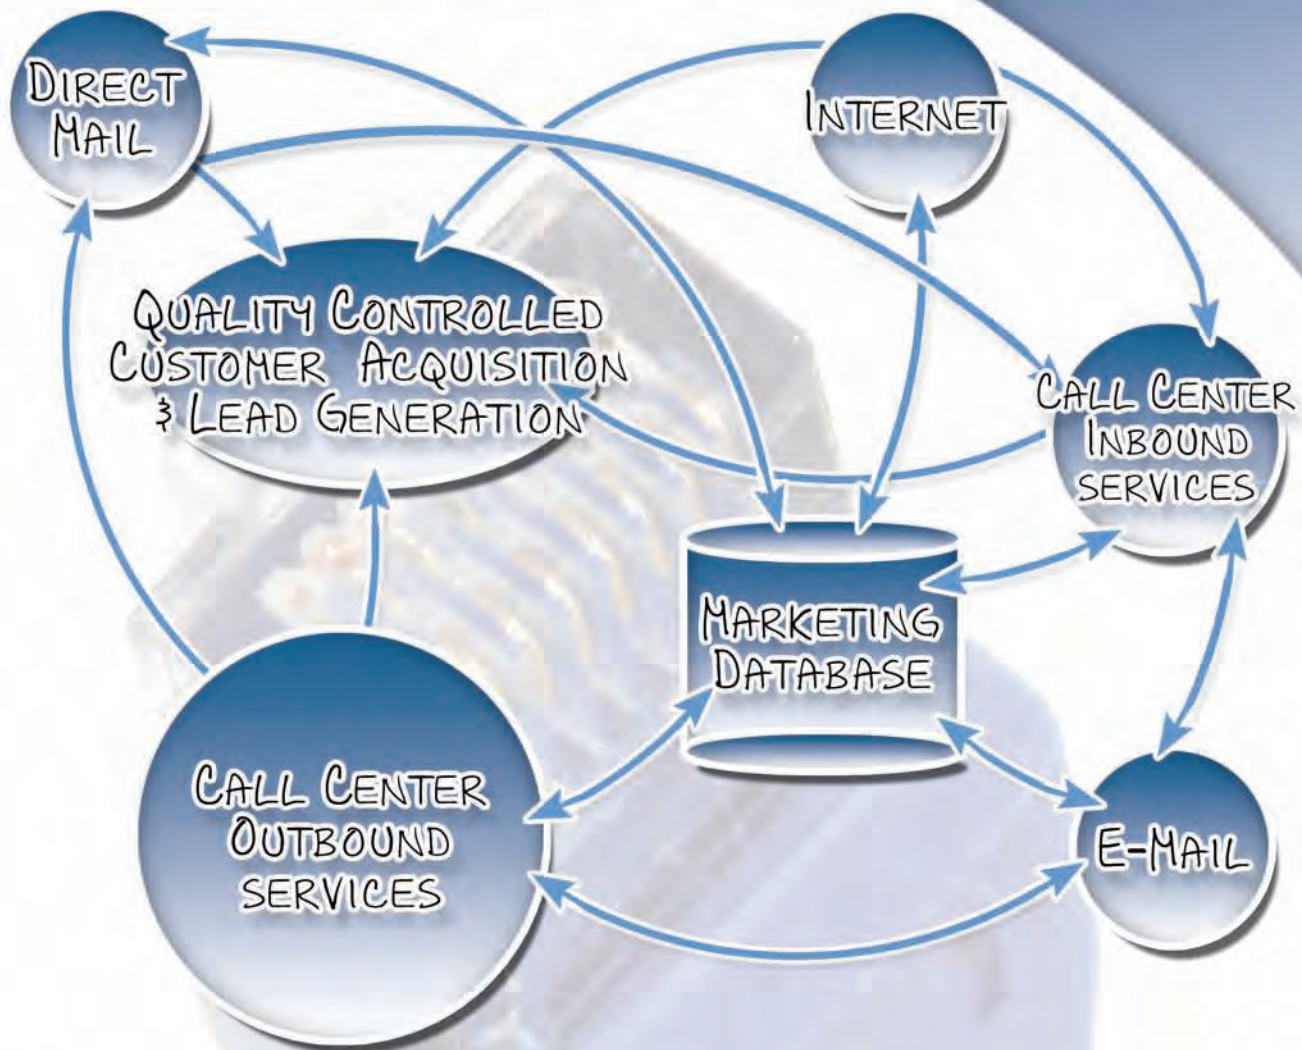 DIRECT
MAIL
INTERNET
QUALITY CONTROLLED
CUSTOMER ACQUISITION
& LEAD GENERATION
CALL CENTER
INBOUND
SERVICES
MARKETING
DATABASE
CALL CENTER
OUTBOUND
SERVICES
E-MAIL